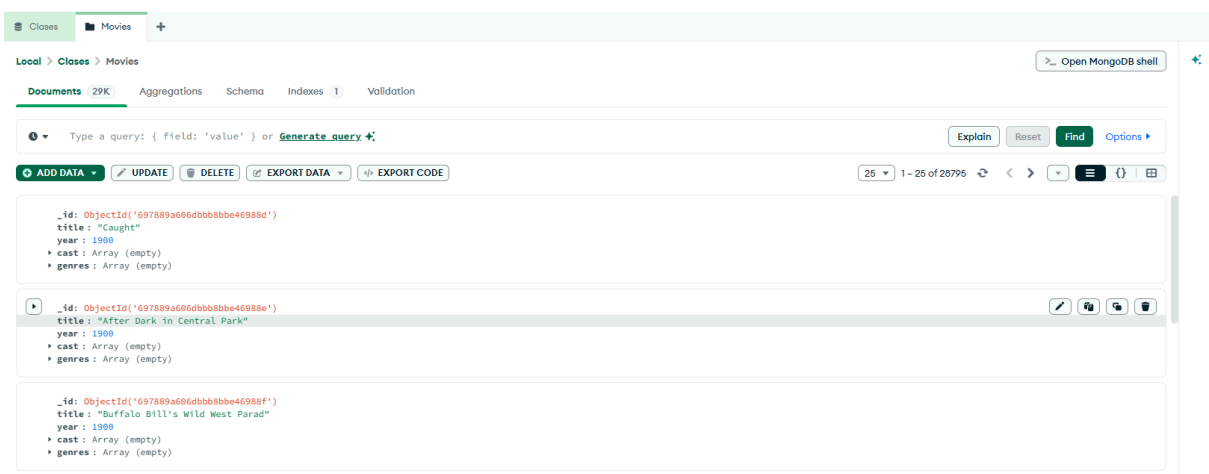 Clases Movies
Local > Clases > Movies
>_ Open MongoDB shell
Documents 29K Aggregations Schema Indexes 1 Validation
Type a query: { field: 'value' } or Generate query
Explain Reset Find Options
ADD DATA UPDATE DELETE EXPORT DATA </> EXPORT CODE
25 1 – 25 of 28795 {}
_id: ObjectId('697889a606dbbb8bbe46988d')
title : "Caught"
year : 1900
cast : Array (empty)
genres : Array (empty)
_id: ObjectId('697889a606dbbb8bbe46988e')
title : "After Dark in Central Park"
year : 1900
cast : Array (empty)
genres : Array (empty)
_id: ObjectId('697889a606dbbb8bbe46988f')
title : "Buffalo Bill's Wild West Parad"
year : 1900
cast : Array (empty)
genres : Array (empty)